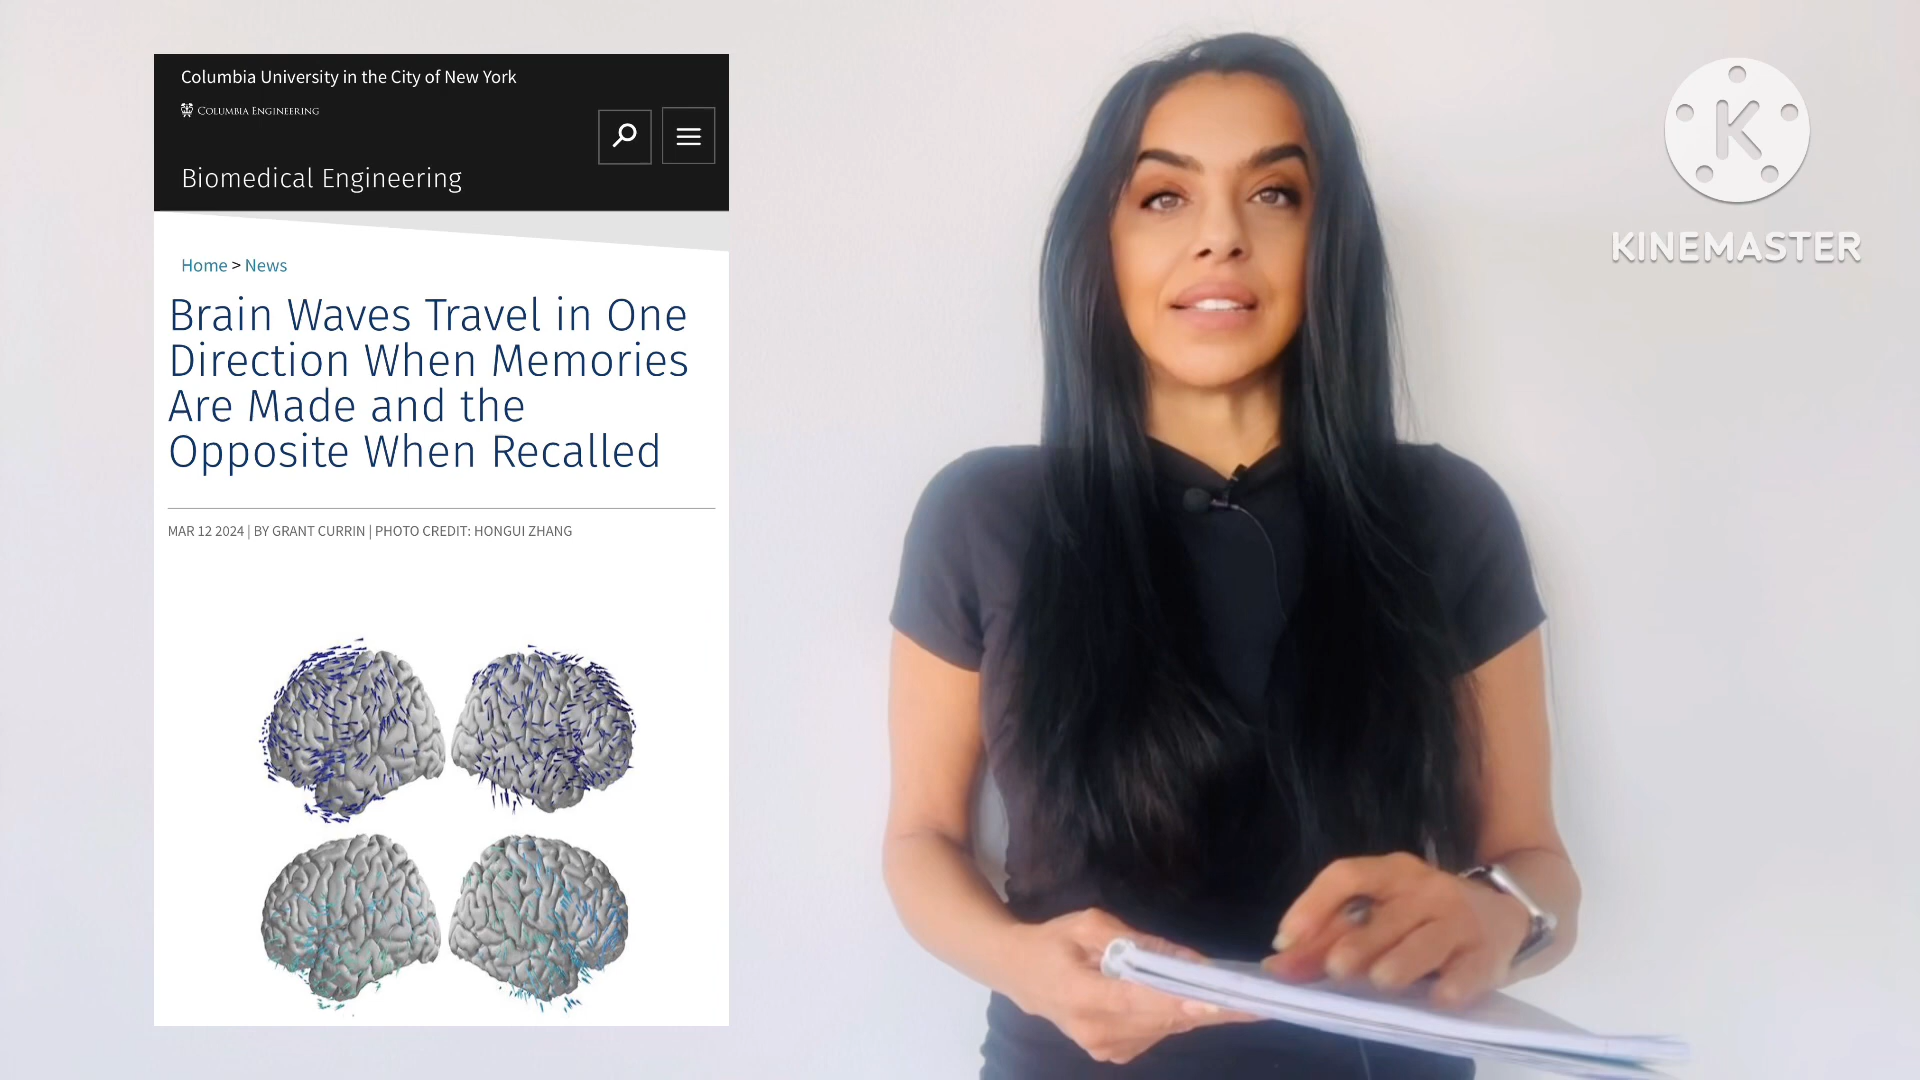 Columbia University in the City of New York
COLUMBIA ENGINEERING
Biomedical Engineering
Home > News
Brain Waves Travel in One
Direction When Memories
Are Made and the
Opposite When Recalled
MAR 12 2024 | BY GRANT CURRIN | PHOTO CREDIT: HONGUI ZHANG
K
KINEMASTER